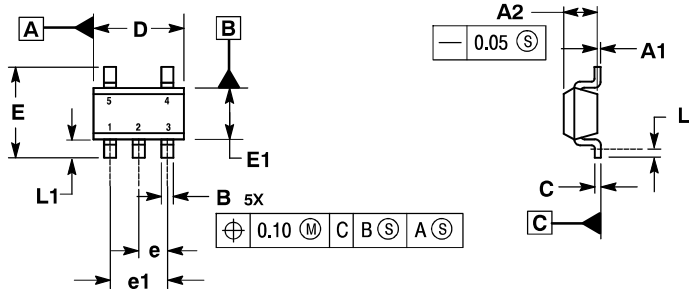 A D B
A2
— 0.05 Ⓢ
A1
E
5 4
1 2 3
E1
L
L1
B 5X
C
⌖ 0.10 Ⓜ C B Ⓢ A Ⓢ
C
e
e1